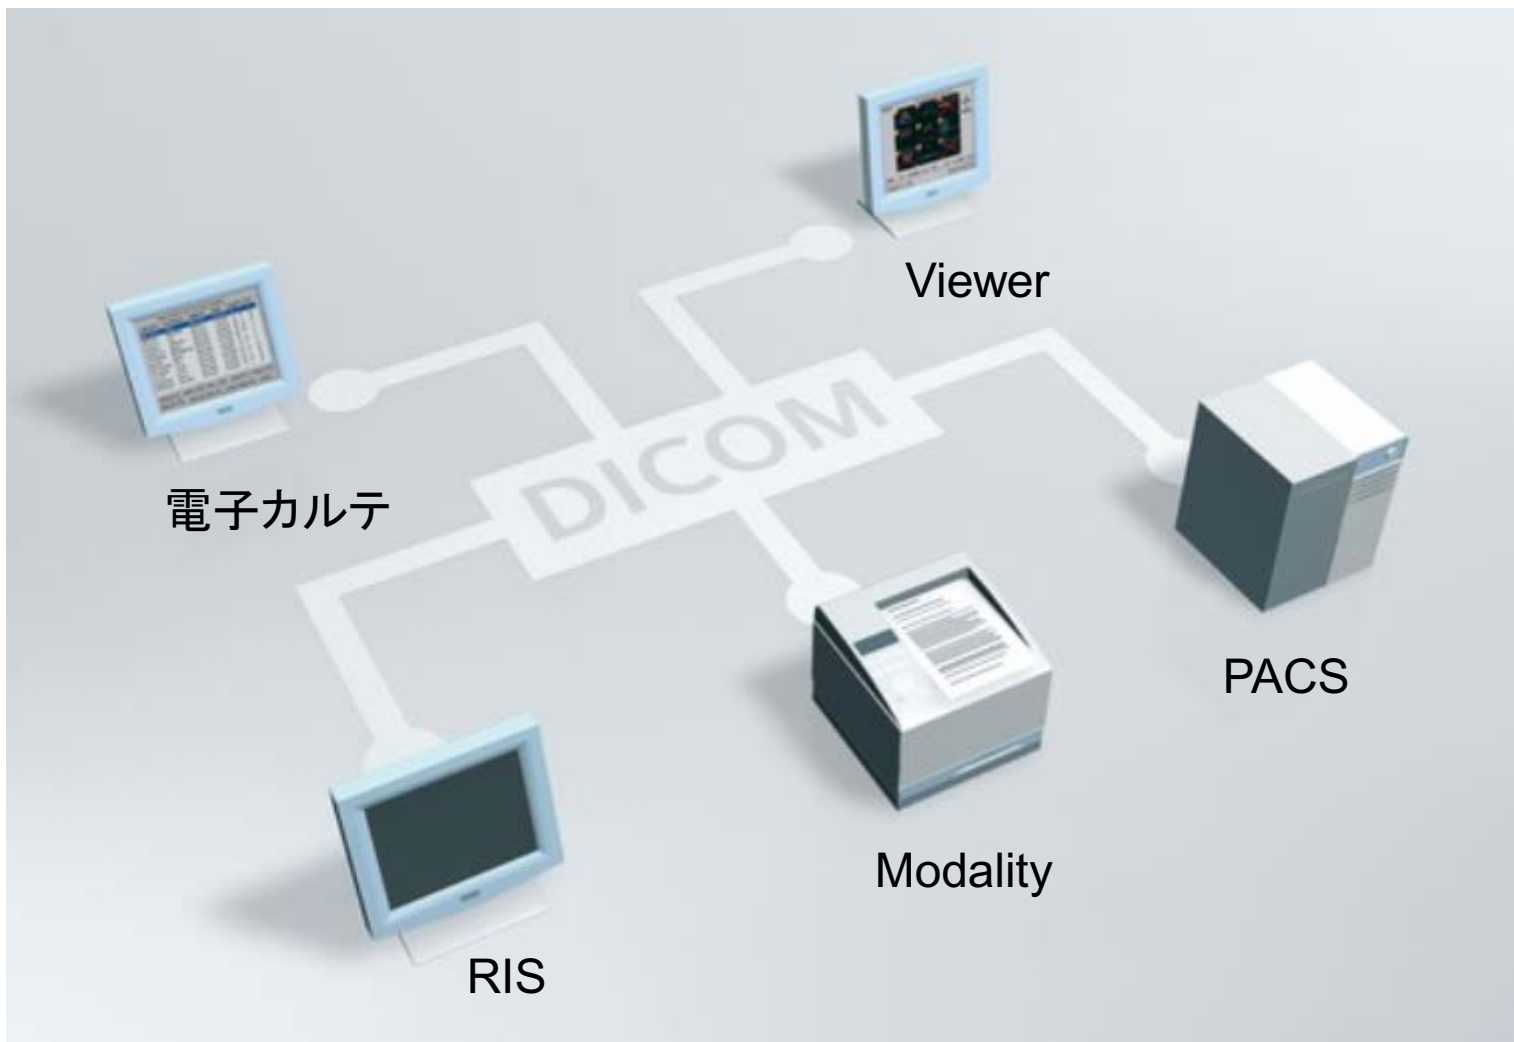 Viewer
DICOM
電子カルテ
PACS
Modality
RIS